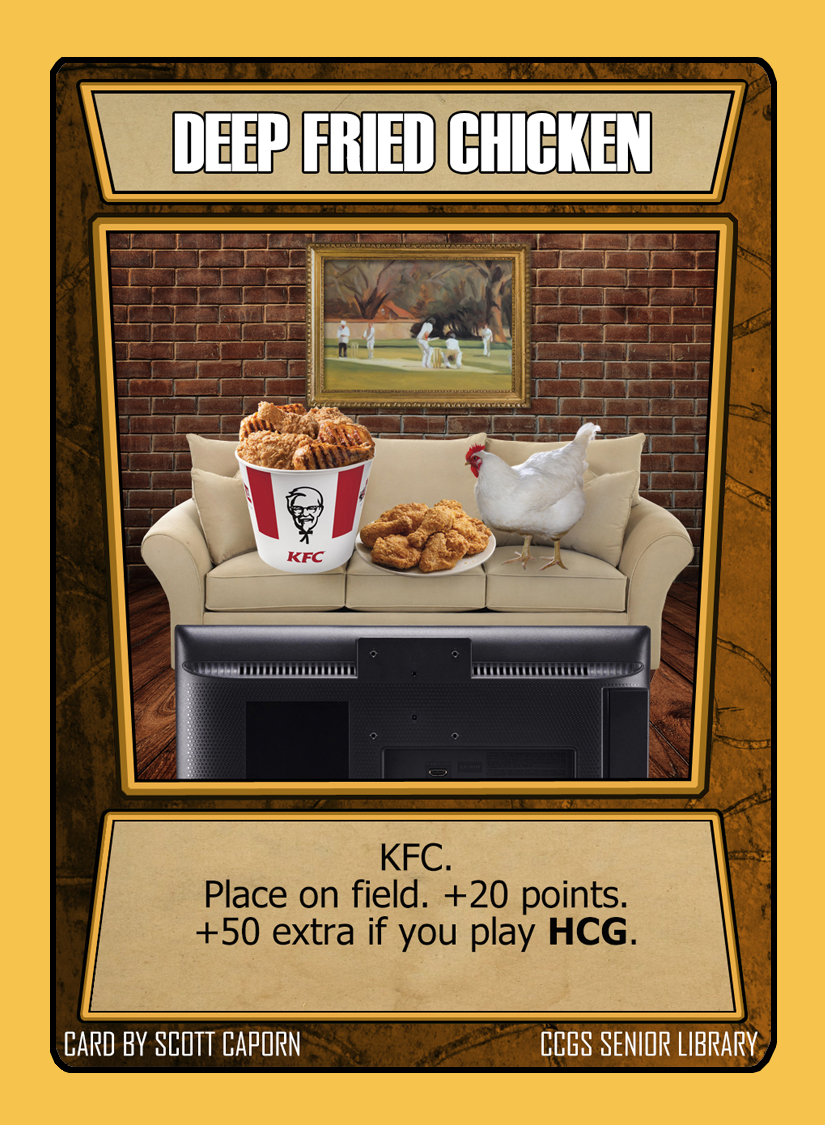 DEEP FRIED CHICKEN
KFC
KFC.
Place on field. +20 points.
+50 extra if you play HCG.
CARD BY SCOTT CAPORN
CCGS SENIOR LIBRARY